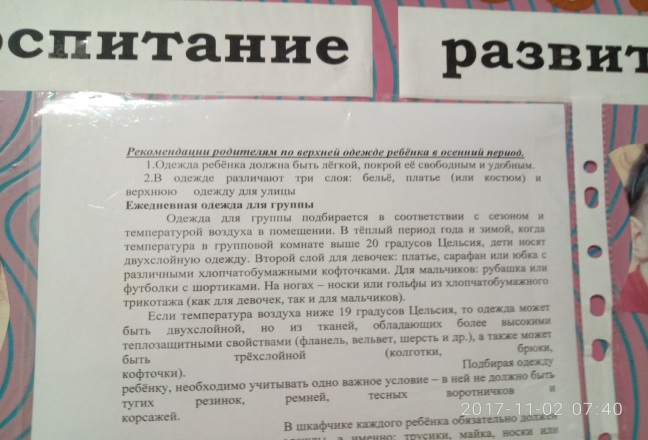 оспитание
развит
Рекомендации родителям по верхней одежде ребёнка в осенний период.
1.Одежда ребёнка должна быть лёгкой, покрой её свободным и удобным.
2.В одежде различают три слоя: бельё, платье (или костюм) и
верхнюю одежду для улицы
Ежедневная одежда для группы
Одежда для группы подбирается в соответствии с сезоном и
температурой воздуха в помещении. В тёплый период года и зимой, когда
температура в групповой комнате выше 20 градусов Цельсия, дети носят
двухслойную одежду. Второй слой для девочек: платье, сарафан или юбка с
различными хлопчатобумажными кофточками. Для мальчиков: рубашка или
футболки с шортиками. На ногах – носки или гольфы из хлопчатобумажного
трикотажа (как для девочек, так и для мальчиков).
Если температура воздуха ниже 19 градусов Цельсия, то одежда может
быть двухслойной, но из тканей, обладающих более высокими
теплозащитными свойствами (фланель, вельвет, шерсть и др.), а также может
быть трёхслойной (колготки, брюки,
кофточки). Подбирая одежду
ребёнку, необходимо учитывать одно важное условие – в ней не должно быть
тугих резинок, ремней, тесных воротничков и
корсажей.
В шкафчике каждого ребёнка обязательно должен
а именно: трусики, майка, носки или
2017-11-02 07:40